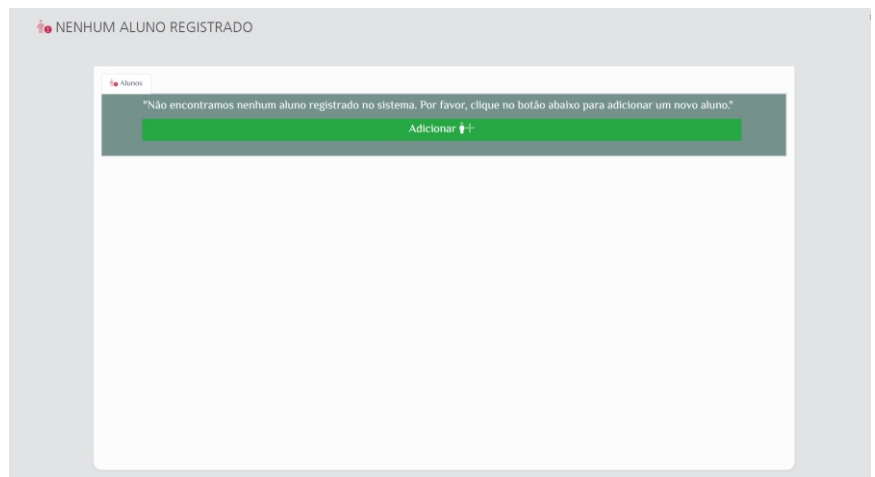 NENHUM ALUNO REGISTRADO
Alunos
"Não encontramos nenhum aluno registrado no sistema. Por favor, clique no botão abaixo para adicionar um novo aluno."
Adicionar